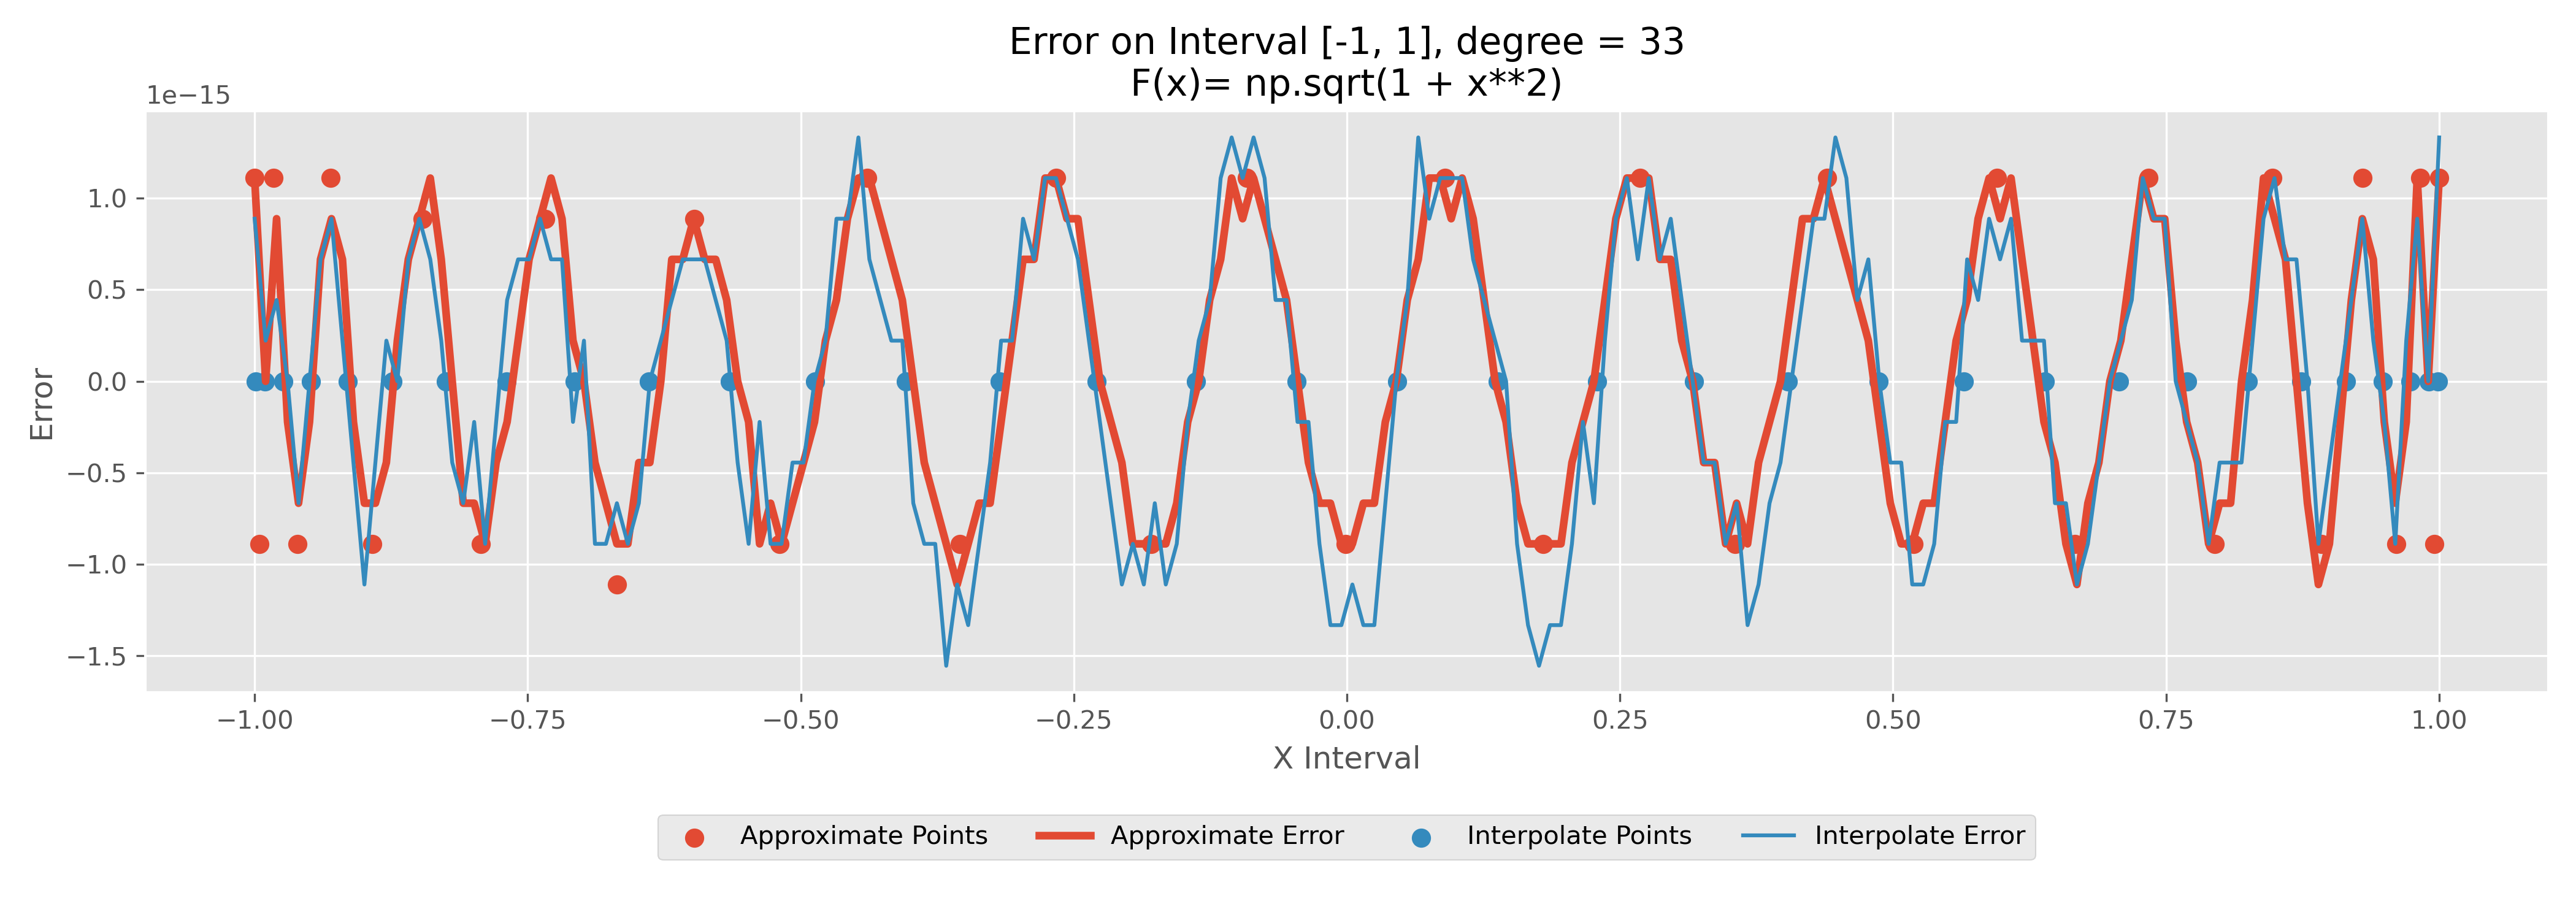 Error on Interval [-1, 1], degree = 33
F(x)= np.sqrt(1 + x**2)
1e−15
1.0
0.5
0.0
−0.5
−1.0
−1.5
Error
−1.00 −0.75 −0.50 −0.25 0.00 0.25 0.50 0.75 1.00
X Interval
Approximate Points Approximate Error Interpolate Points Interpolate Error